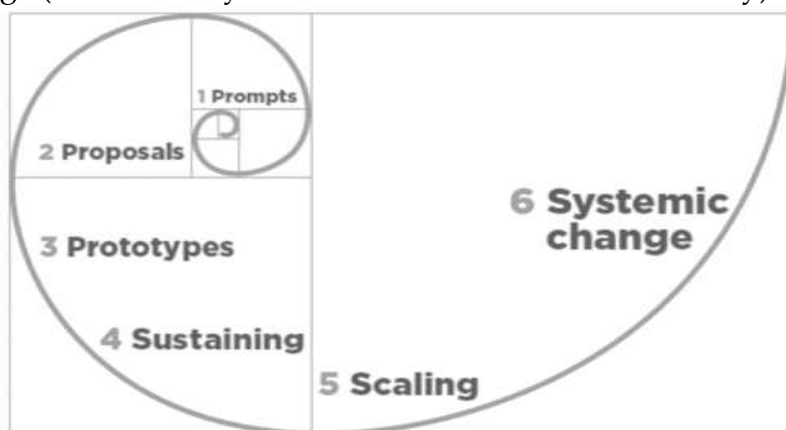 1 Prompts
2 Proposals
3 Prototypes
4 Sustaining
5 Scaling
6 Systemic
change